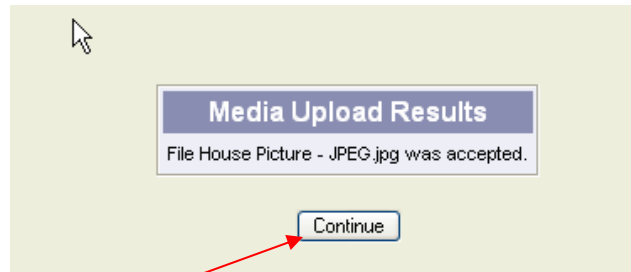 Media Upload Results
File House Picture - JPEG.jpg was accepted.
Continue